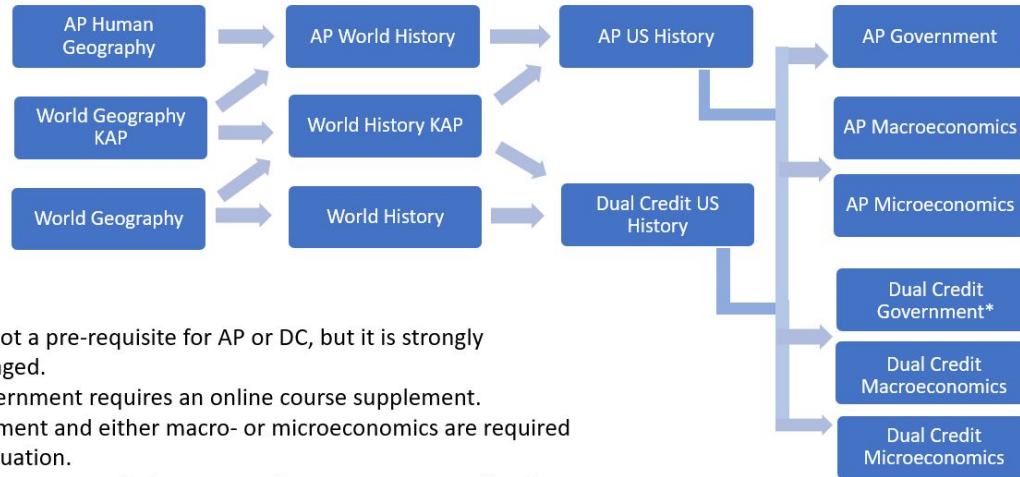 AP Human
Geography
AP World History
AP US History
AP Government
World Geography
KAP
World History KAP
AP Macroeconomics
World Geography
World History
Dual Credit US
History
AP Microeconomics
Dual Credit
Government*
Dual Credit
Macroeconomics
Dual Credit
Microeconomics
ot a pre-requisite for AP or DC, but it is strongly
ged.
ernment requires an online course supplement.
ment and either macro- or microeconomics are required
uation.